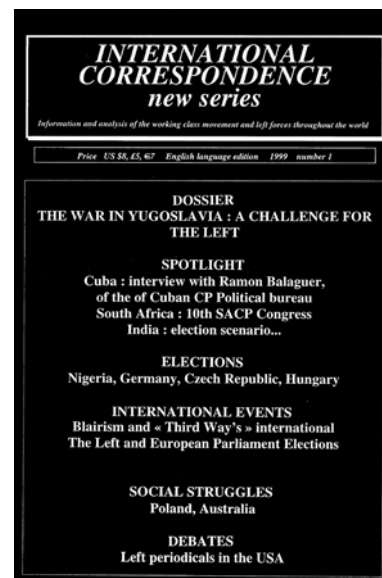 INTERNATIONAL
CORRESPONDENCE
new series
Information and analysis of the working class movement and left forces throughout the world
Price US $8, £5, €7 English language edition 1999 number 1
DOSSIER
THE WAR IN YUGOSLAVIA : A CHALLENGE FOR
THE LEFT
SPOTLIGHT
Cuba : interview with Ramon Balaguer,
of the of Cuban CP Political bureau
South Africa : 10th SACP Congress
India : election scenario...
ELECTIONS
Nigeria, Germany, Czech Republic, Hungary
INTERNATIONAL EVENTS
Blairism and « Third Way's » international
The Left and European Parliament Elections
SOCIAL STRUGGLES
Poland, Australia
DEBATES
Left periodicals in the USA